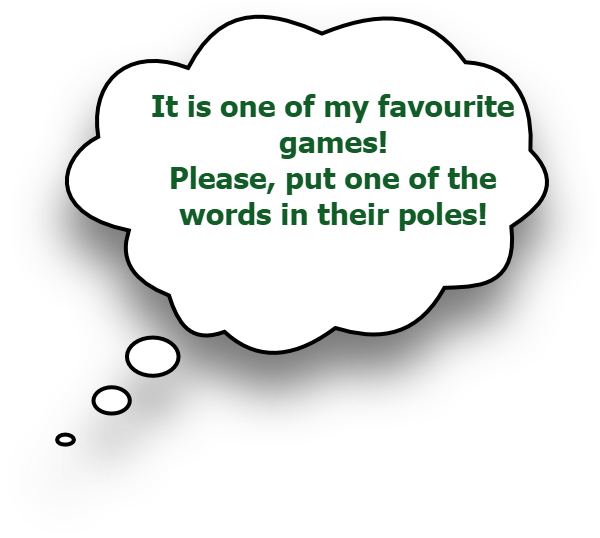 It is one of my favourite
games!
Please, put one of the
words in their poles!